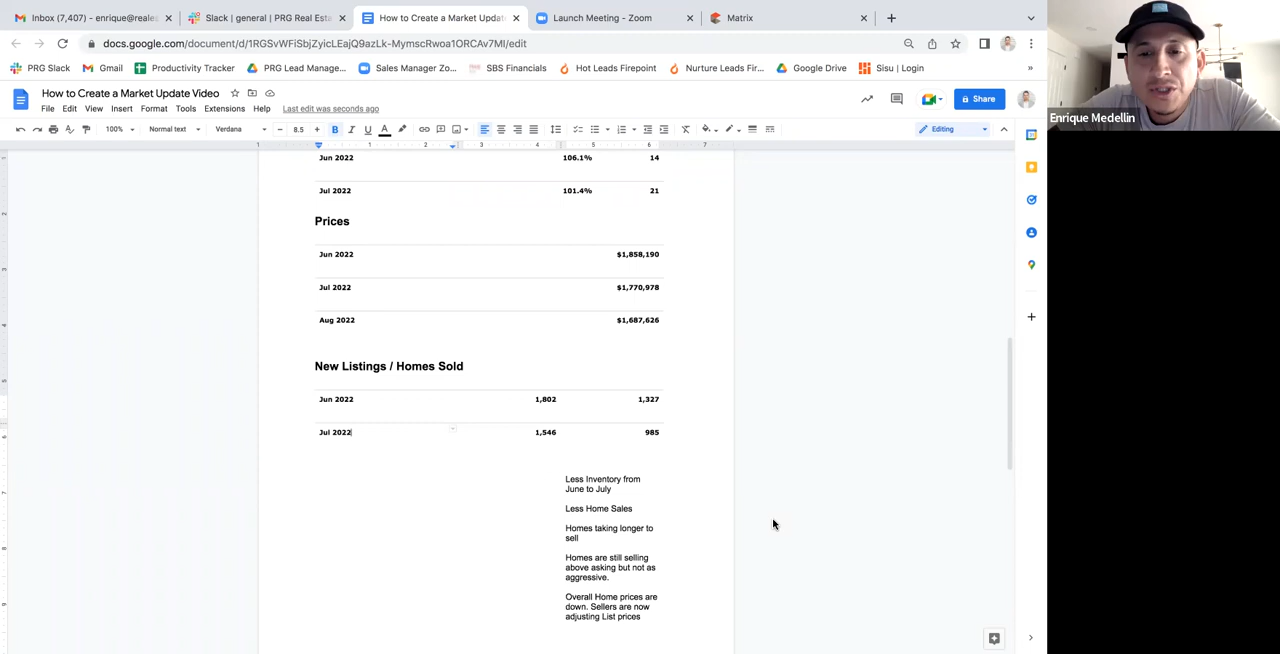 Inbox (7,407) - enrique@reales
Slack | general | PRG Real Esta
How to Create a Market Updat
Launch Meeting - Zoom
Matrix
docs.google.com/document/d/1RGSvWFiSbjZyicLEajQ9azLk-MymscRwoa1ORCAv7MI/edit
PRG Slack
Gmail
Productivity Tracker
PRG Lead Manage...
Sales Manager Zo...
SBS Financials
Hot Leads Firepoint
Nurture Leads Fir...
Google Drive
Sisu | Login
How to Create a Market Update Video
File Edit View Insert Format Tools Extensions Help Last edit was seconds ago
Share
100% Normal text Verdana 8.5 Editing
Jun 2022 106.1% 14
Jul 2022 101.4% 21
Prices
Jun 2022 $1,858,190
Jul 2022 $1,770,978
Aug 2022 $1,687,626
New Listings / Homes Sold
Jun 2022 1,802 1,327
Jul 2022 1,546 985
Less Inventory from
June to July
Less Home Sales
Homes taking longer to
sell
Homes are still selling
above asking but not as
aggressive.
Overall Home prices are
down. Sellers are now
adjusting List prices
Enrique Medellin